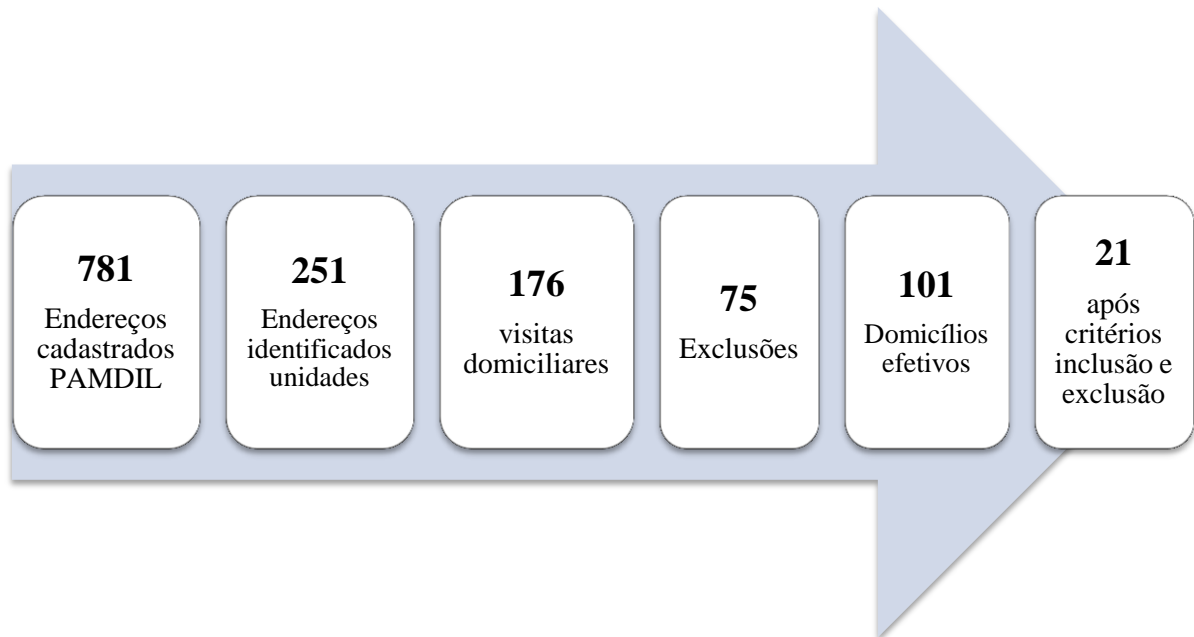 781
Endereços
cadastrados
PAMDIL
251
Endereços
identificados
unidades
176
visitas
domiciliares
75
Exclusões
101
Domicílios
efetivos
21
após
critérios
inclusão e
exclusão